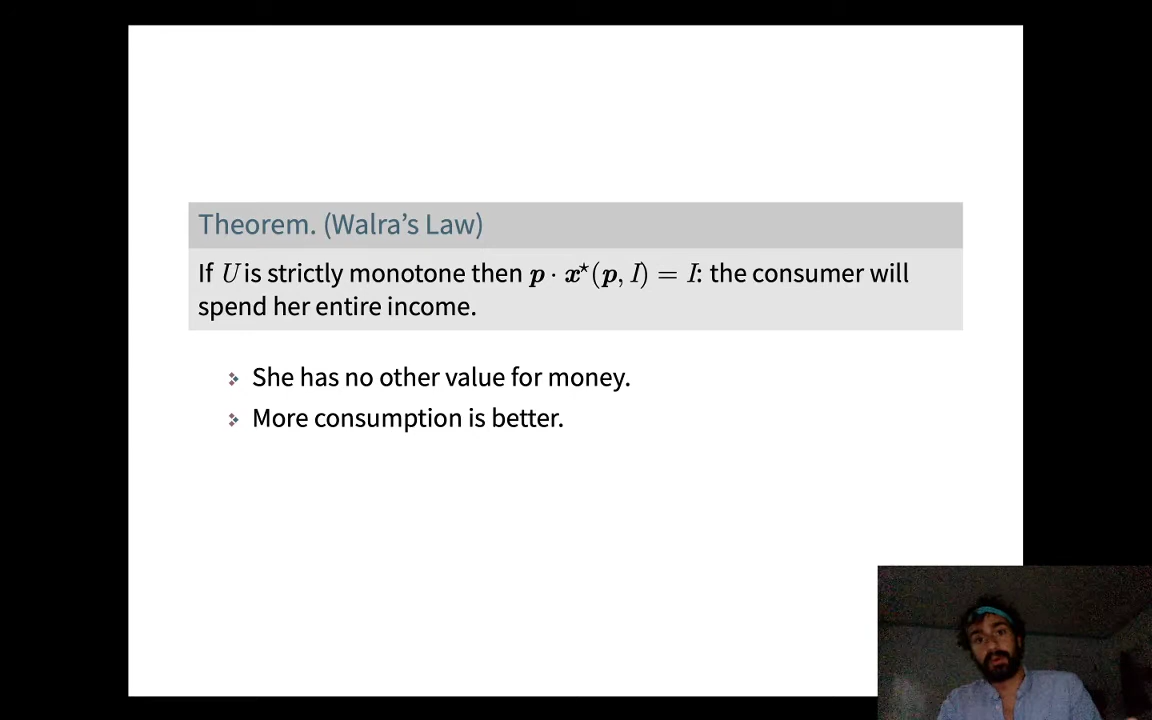 Theorem. (Walra's Law)
If U is strictly monotone then p · x⋆(p, I) = I: the consumer will
spend her entire income.
She has no other value for money.
More consumption is better.